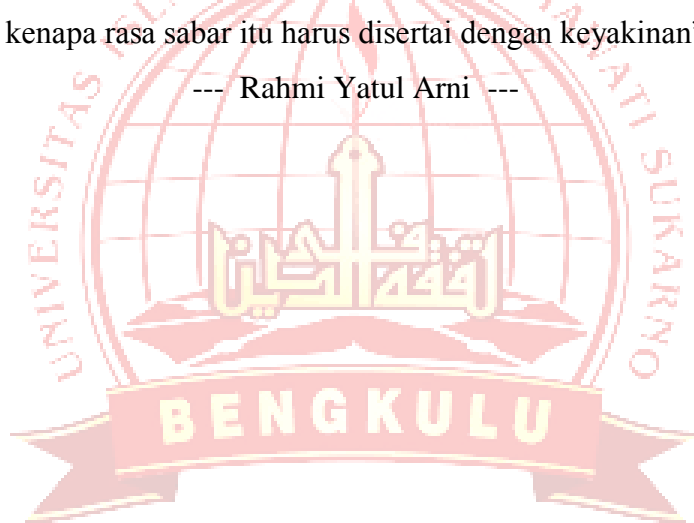 kenapa rasa sabar itu harus disertai dengan keyakinan"
--- Rahmi Yatul Arni ---
UNIVERSITAS
SUKARNO
BENGKULU